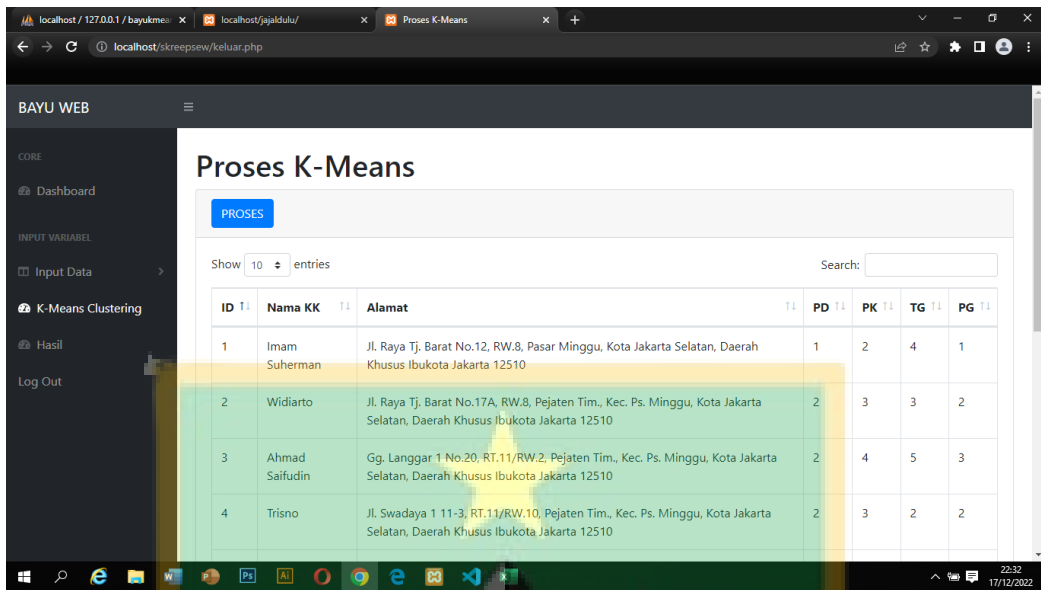 localhost / 127.0.0.1 / bayukmea
localhost/jajaldulu/
Proses K-Means
localhost/skreepsew/keluar.php
BAYU WEB
CORE
Dashboard
INPUT VARIABEL
Input Data
K-Means Clustering
Hasil
Log Out
Proses K-Means
PROSES
Show 10 entries
Search:
ID Nama KK Alamat PD PK TG PG
1 Imam Jl. Raya Tj. Barat No.12, RW.8, Pasar Minggu, Kota Jakarta Selatan, Daerah 1 2 4 1
Suherman Khusus Ibukota Jakarta 12510
2 Widiarto Jl. Raya Tj. Barat No.17A, RW.8, Pejaten Tim., Kec. Ps. Minggu, Kota Jakarta 2 3 3 2
Selatan, Daerah Khusus Ibukota Jakarta 12510
3 Ahmad Gg. Langgar 1 No.20, RT.11/RW.2, Pejaten Tim., Kec. Ps. Minggu, Kota Jakarta 2 4 5 3
Saifudin Selatan, Daerah Khusus Ibukota Jakarta 12510
4 Trisno Jl. Swadaya 1 11-3, RT.11/RW.10, Pejaten Tim., Kec. Ps. Minggu, Kota Jakarta 2 3 2 2
Selatan, Daerah Khusus Ibukota Jakarta 12510
22:32
17/12/2022